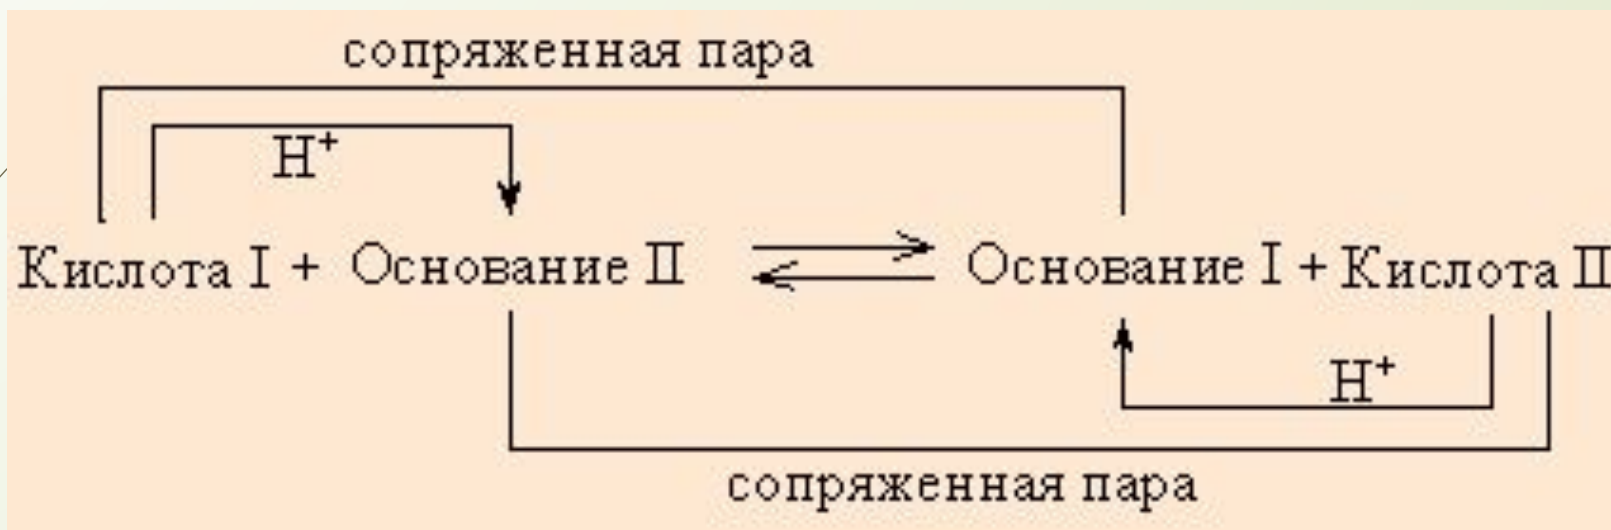 сопряженная пара
H⁺
Кислота I + Основание II ⇌ Основание I + Кислота II
H⁺
сопряженная пара